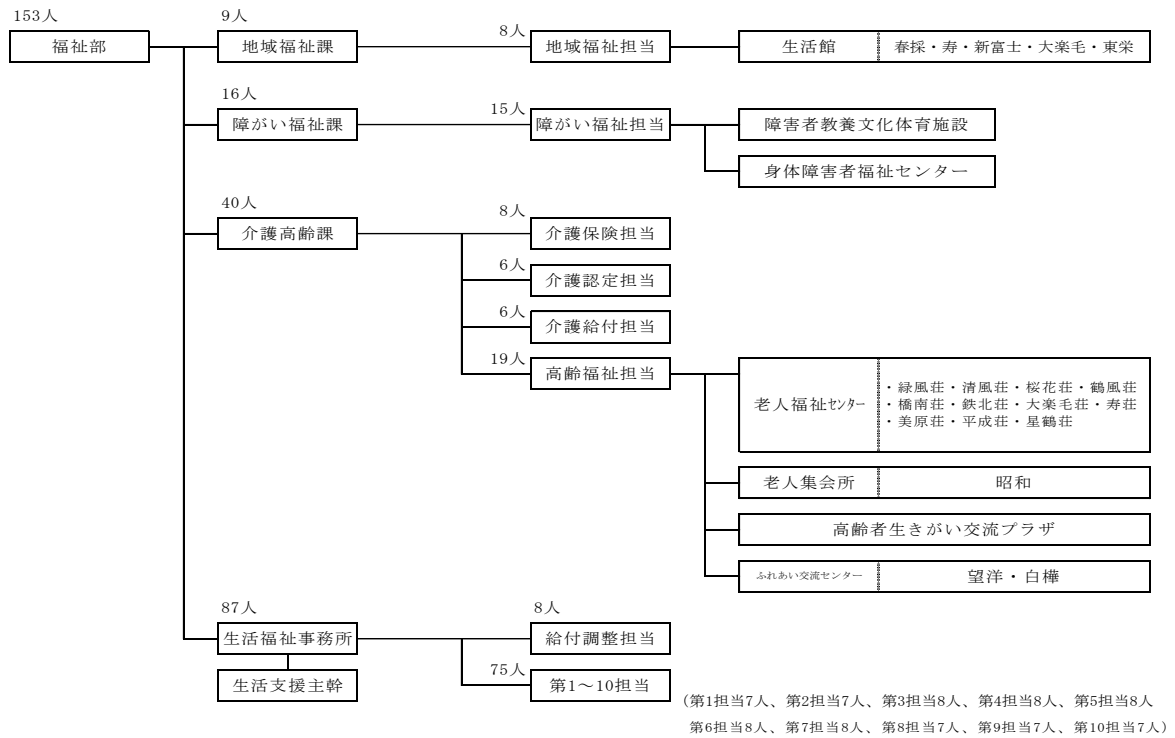 153人
福祉部
9人
地域福祉課
8人
地域福祉担当
生活館
春採・寿・新富士・大楽毛・東栄
16人
障がい福祉課
15人
障がい福祉担当
障害者教養文化体育施設
身体障害者福祉センター
40人
介護高齢課
8人
介護保険担当
6人
介護認定担当
6人
介護給付担当
19人
高齢福祉担当
老人福祉センター
・緑風荘・清風荘・桜花荘・鶴風荘
・橋南荘・鉄北荘・大楽毛荘・寿荘
・美原荘・平成荘・星鶴荘
老人集会所
昭和
高齢者生きがい交流プラザ
ふれあい交流センター
望洋・白樺
87人
生活福祉事務所
生活支援主幹
8人
給付調整担当
75人
第1～10担当
(第1担当7人、第2担当7人、第3担当8人、第4担当8人、第5担当8人
第6担当8人、第7担当8人、第8担当7人、第9担当7人、第10担当7人)